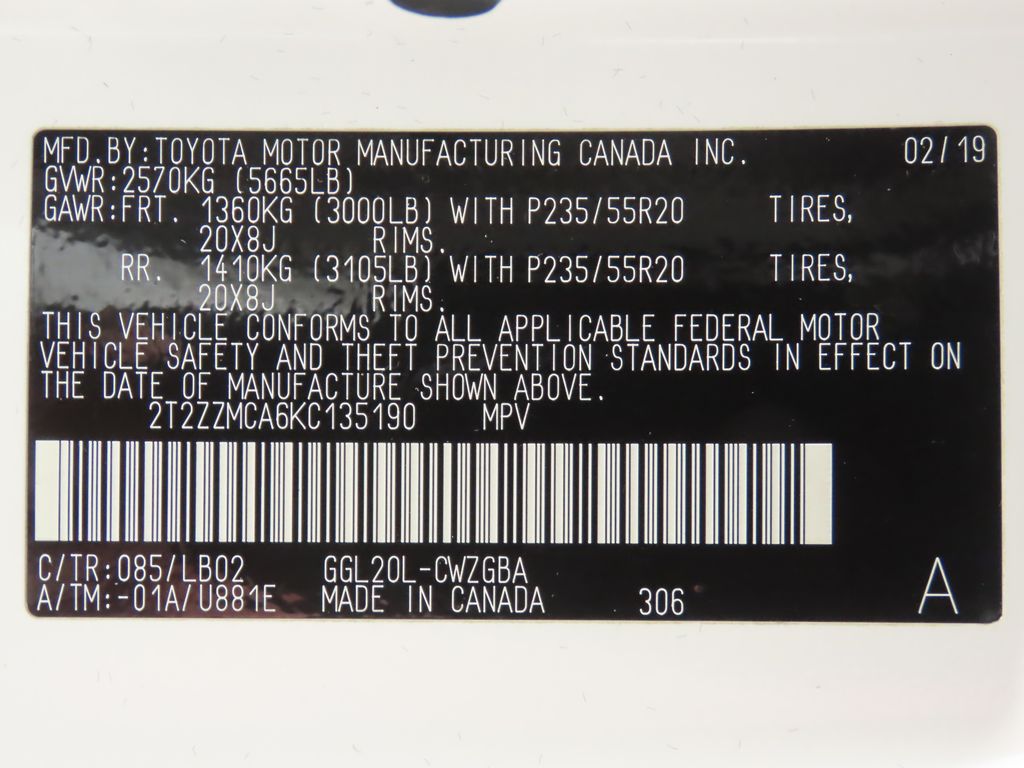 MFD.BY:TOYOTA MOTOR MANUFACTURING CANADA INC. 02/19
GVWR:2570KG (5665LB)
GAWR:FRT. 1360KG (3000LB) WITH P235/55R20 TIRES,
20X8J RIMS.
RR. 1410KG (3105LB) WITH P235/55R20 TIRES,
20X8J RIMS.
THIS VEHICLE CONFORMS TO ALL APPLICABLE FEDERAL MOTOR
VEHICLE SAFETY AND THEFT PREVENTION STANDARDS IN EFFECT ON
THE DATE OF MANUFACTURE SHOWN ABOVE.
2T2ZZMCA6KC135190 MPV
C/TR:085/LB02 GGL20L-CWZGBA
A/TM:-01A/U881E MADE IN CANADA 306 A